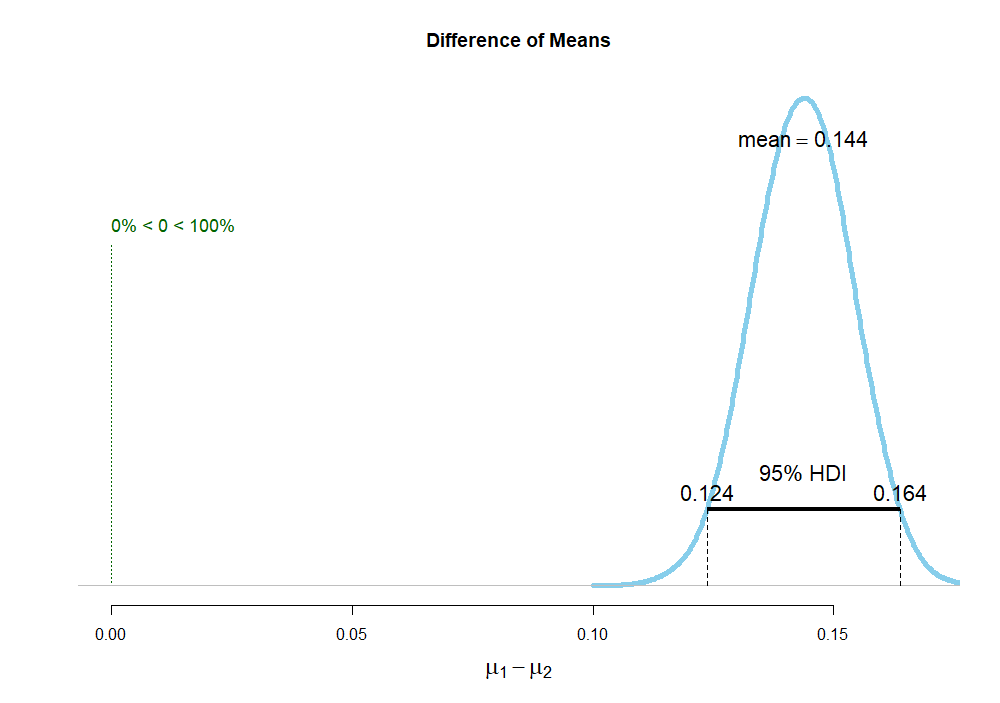 Difference of Means
mean = 0.144
0% < 0 < 100%
95% HDI
0.124 0.164
0.00 0.05 0.10 0.15
μ1 − μ2